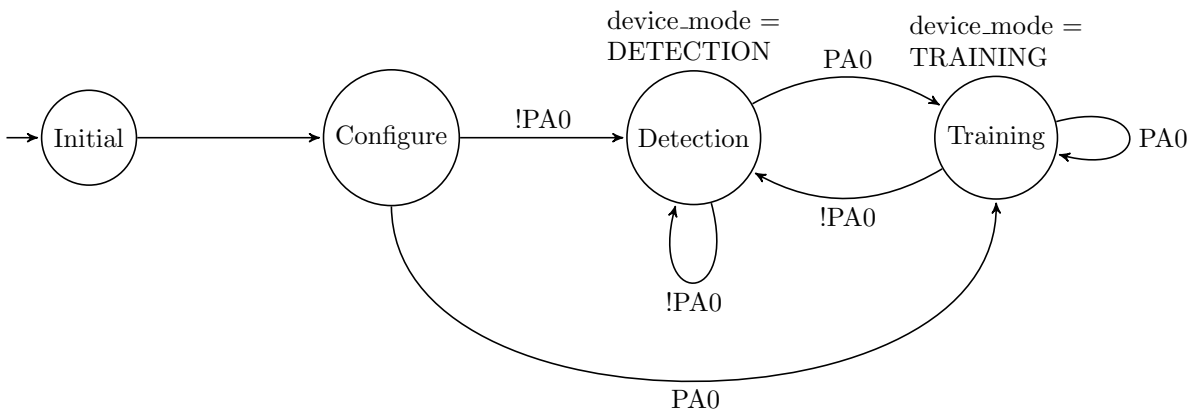 device_mode =
DETECTION
device_mode =
TRAINING
PA0
!PA0
Initial
Configure
Detection
Training
PA0
!PA0
!PA0
PA0